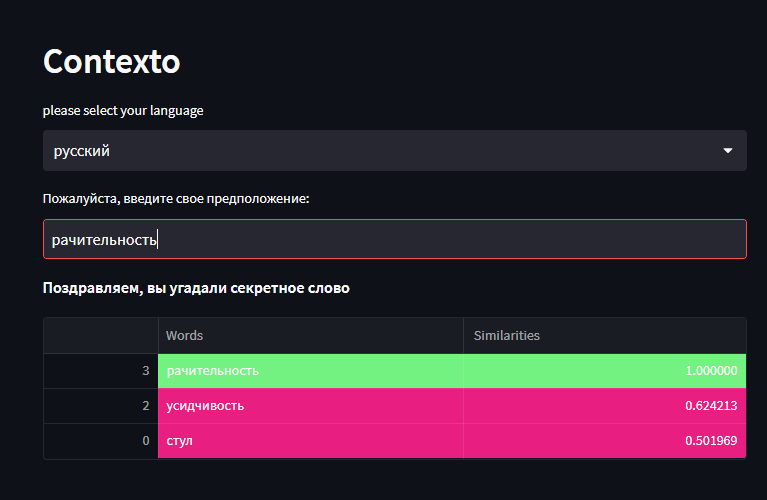 Contexto
please select your language
русский
Пожалуйста, введите свое предположение:
рачительность
Поздравляем, вы угадали секретное слово
Words Similarities
3 рачительность 1.000000
2 усидчивость 0.624213
0 стул 0.501969